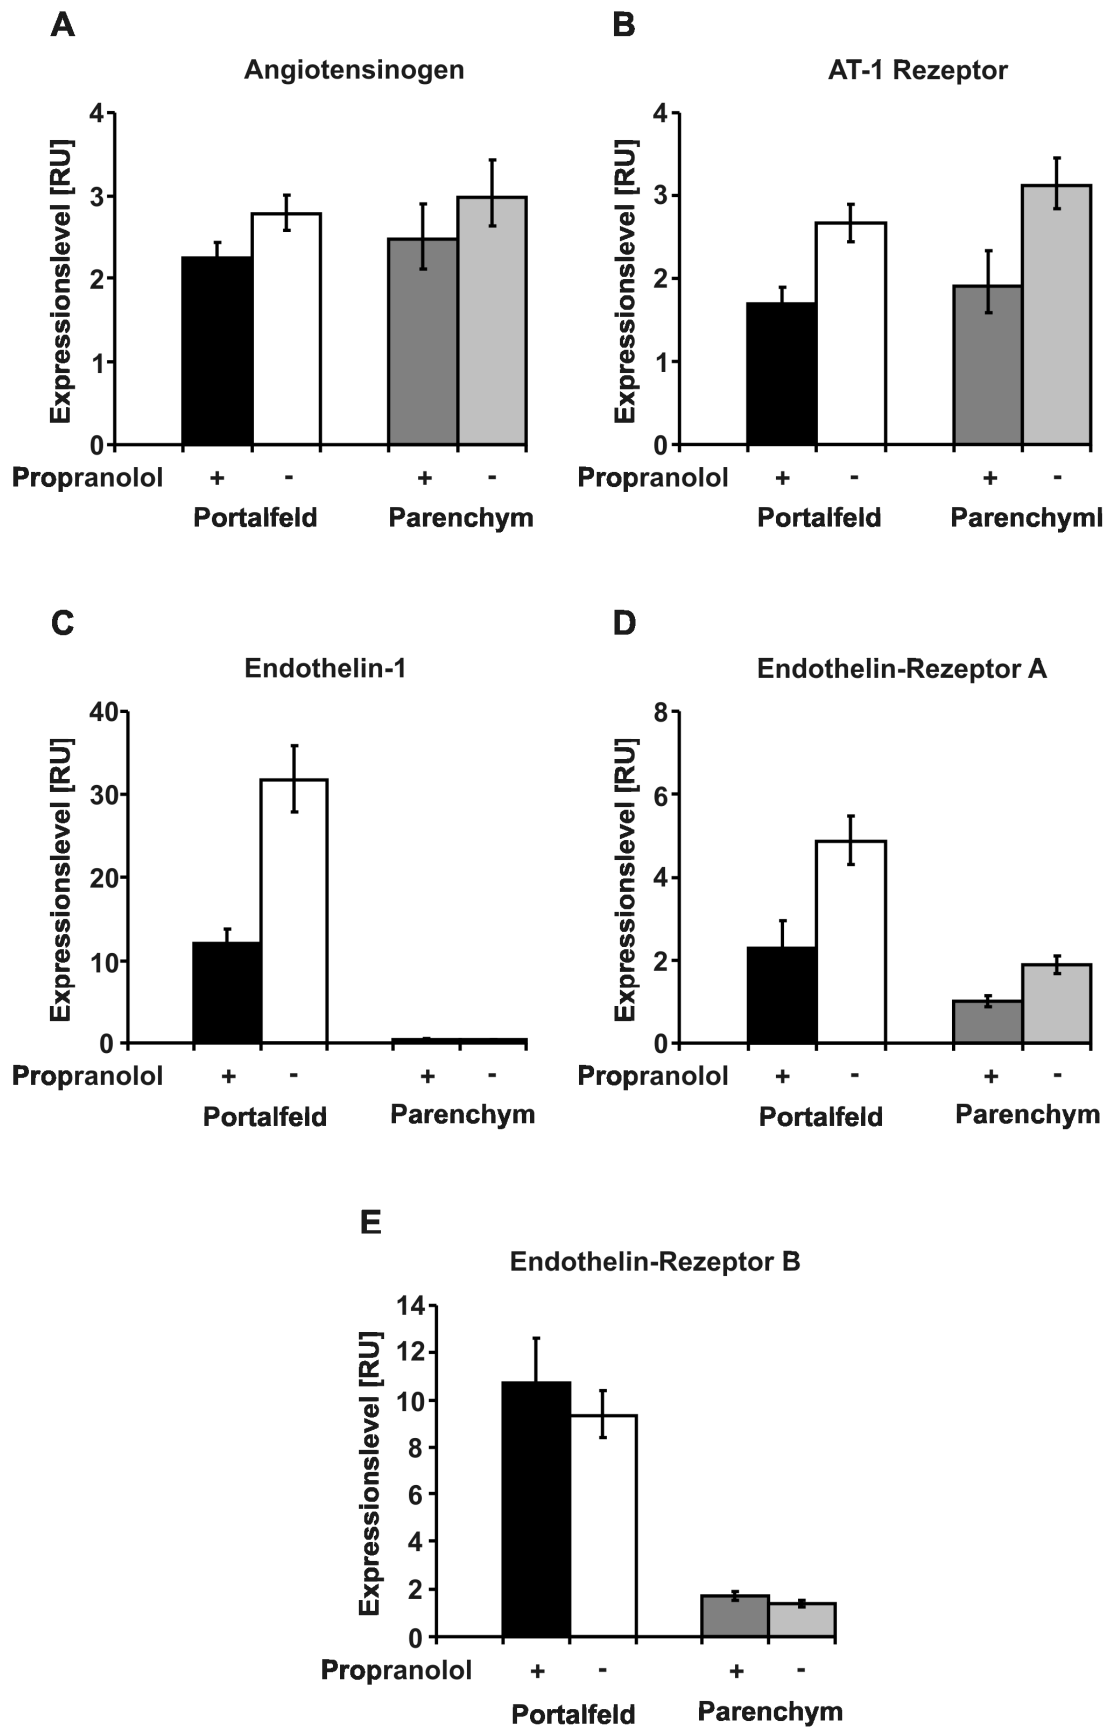 A
Angiotensinogen
Expressionslevel [RU]
4
3
2
1
0
Propranolol + - + -
Portalfeld Parenchym
B
AT-1 Rezeptor
Expressionslevel [RU]
4
3
2
1
0
Propranolol + - + -
Portalfeld Parenchyml
C
Endothelin-1
Expressionslevel [RU]
40
30
20
10
0
Propranolol + - + -
Portalfeld Parenchym
D
Endothelin-Rezeptor A
Expressionslevel [RU]
8
6
4
2
0
Propranolol + - + -
Portalfeld Parenchym
E
Endothelin-Rezeptor B
Expressionslevel [RU]
14
12
10
8
6
4
2
0
Propranolol + - + -
Portalfeld Parenchym